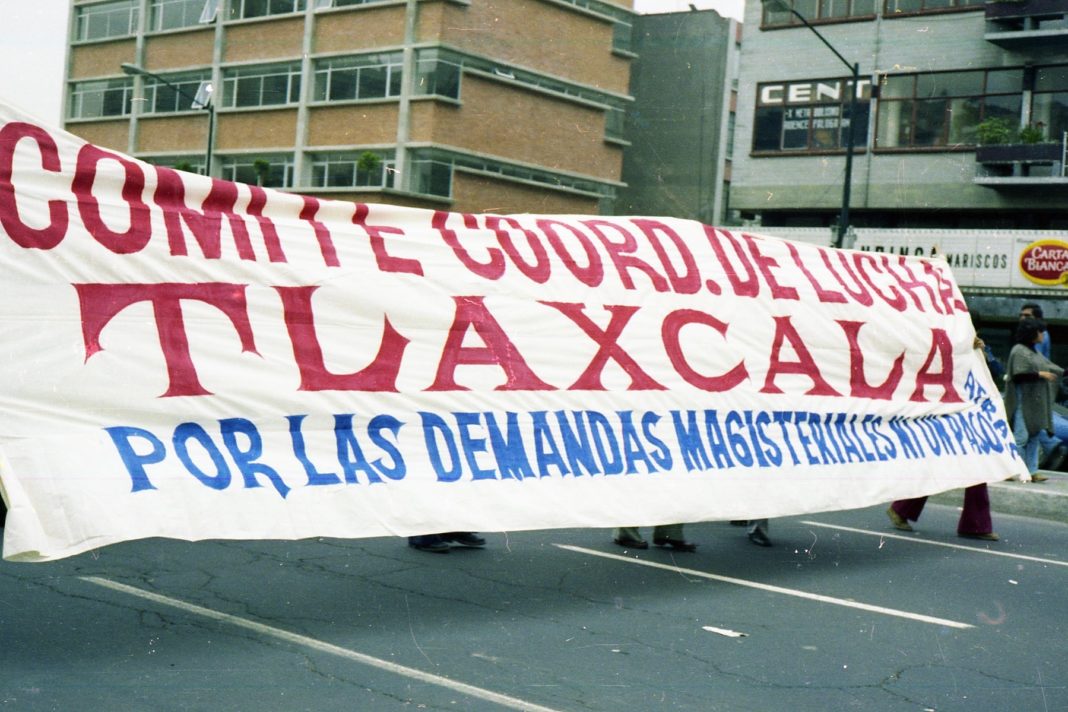 CENT
MARISCOS
CARTA
BLANCA
COMITE COORD. DE LUCHA
TLAXCALA
POR LAS DEMANDAS MAGISTERIALES NI UN PASO